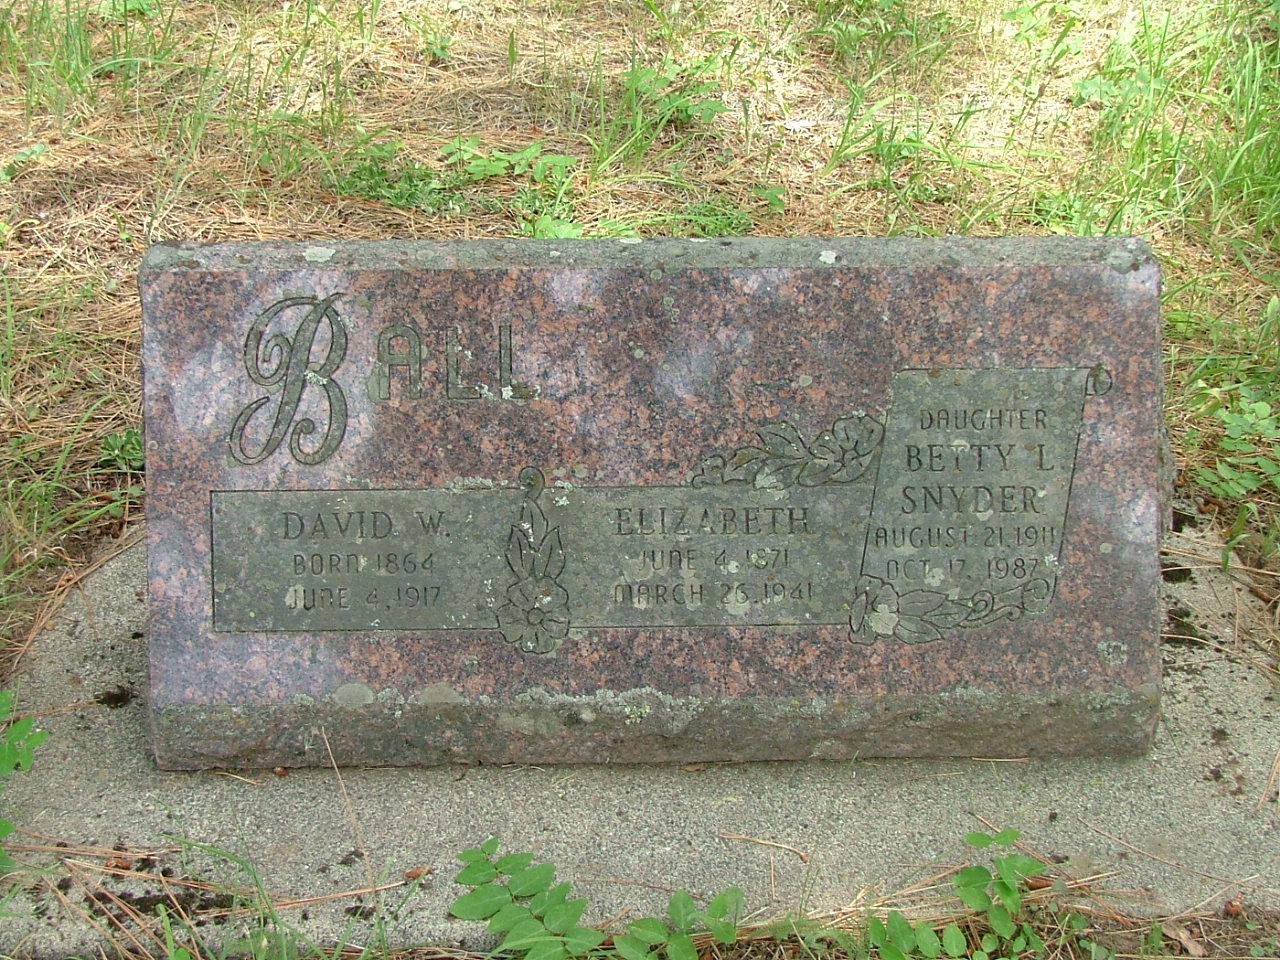 Ball
DAVID W.
BORN 1864
JUNE 4, 1917
ELIZABETH
JUNE 4, 1871
MARCH 26, 1941
DAUGHTER
BETTY L.
SNYDER
AUGUST 21, 1911
OCT 17, 1987